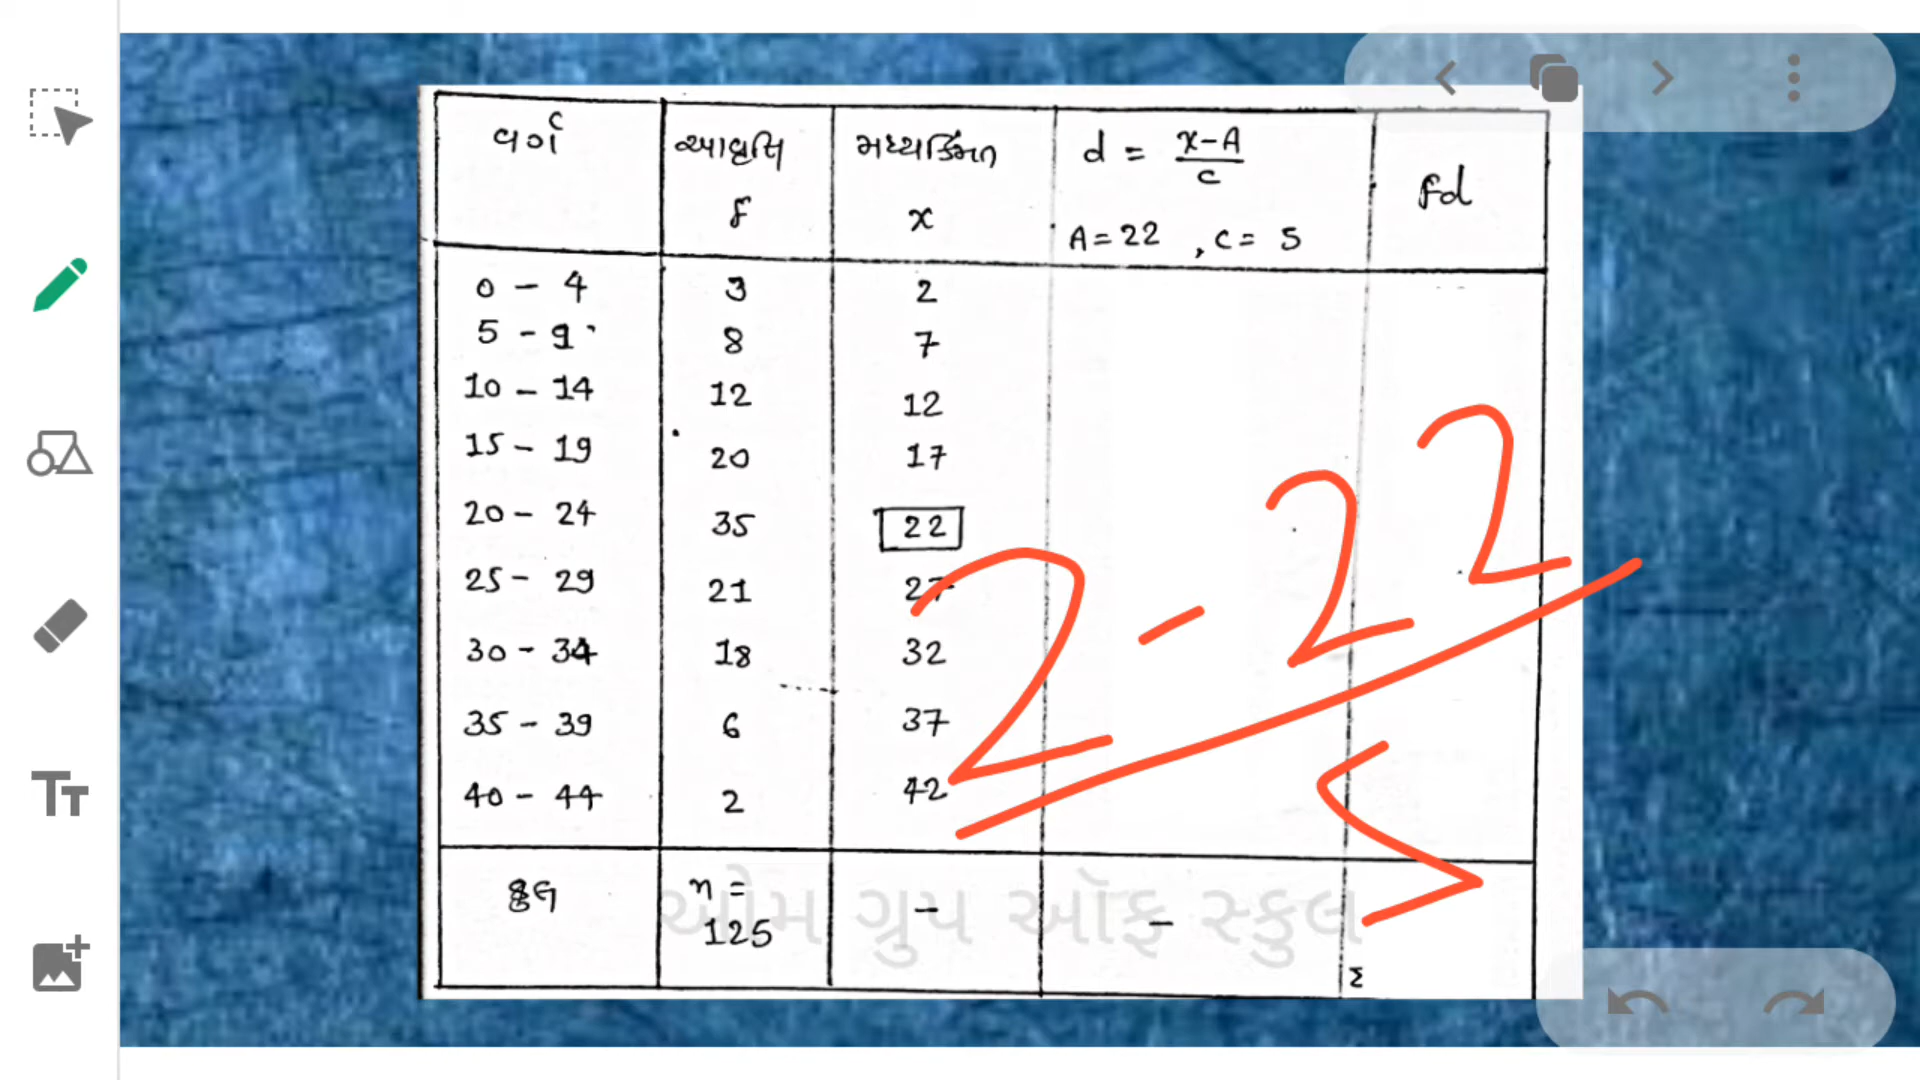 વર્ગ આવૃત્તિ f મધ્યકિંમત x d = x-A/c A=22 , c= 5 fd
0 - 4 3 2
5 - 9 8 7
10 - 14 12 12
15 - 19 20 17
20 - 24 35 22
25 - 29 21 27
30 - 34 18 32
35 - 39 6 37
40 - 44 2 42
કુલ n = 125 - - Σ
ઓમ ગ્રુપ ઓફ સ્કુલ
2 - 22
5
TT